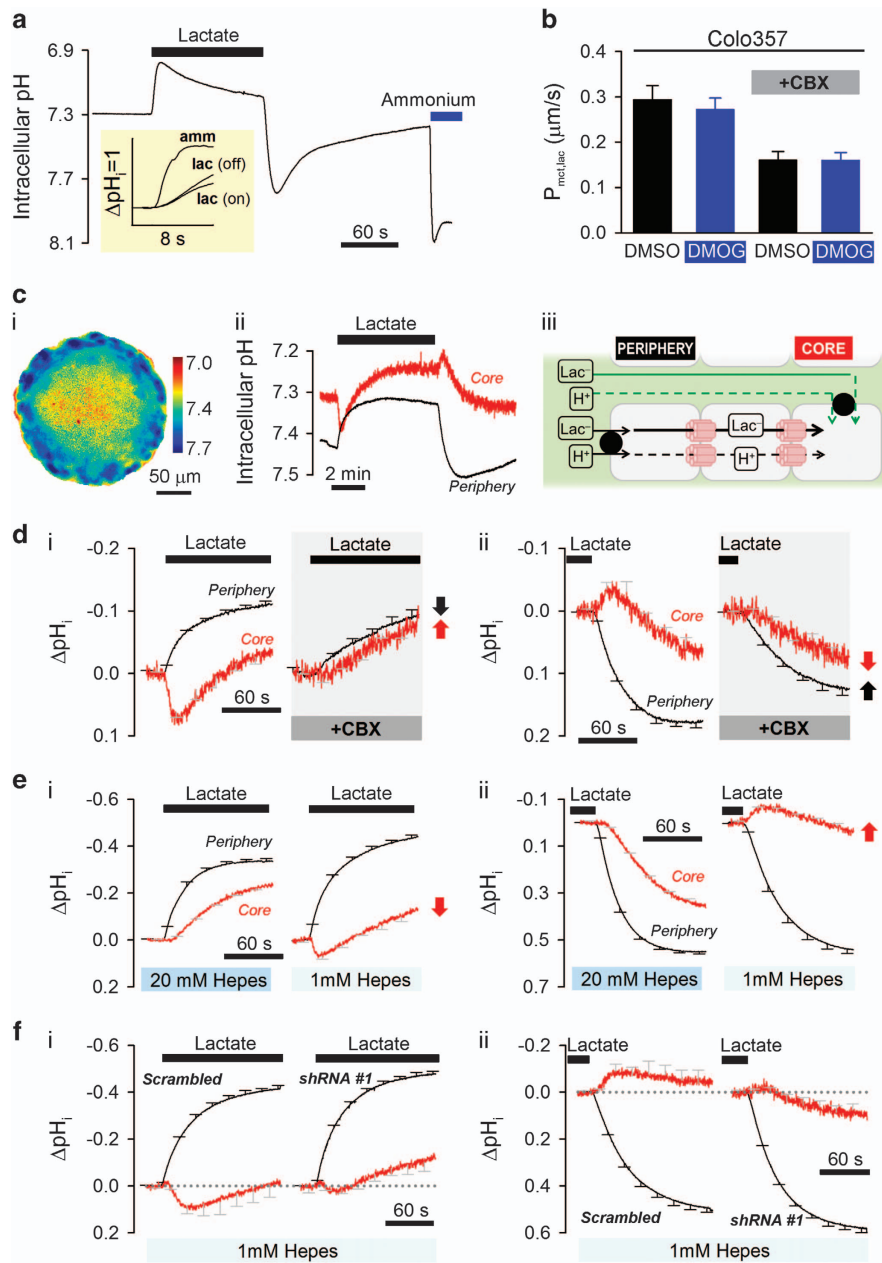 a
Lactate
6.9
7.3
7.7
8.1
Intracellular pH
Ammonium
amm
lac (off)
lac (on)
ΔpHi=1
8 s
60 s
b
Colo357
+CBX
0.4
0.3
0.2
0.1
0.0
Pmct,lac (μm/s)
DMSO DMOG DMSO DMOG
c
i
7.0
7.4
7.7
50 μm
ii
Lactate
7.2
7.3
7.4
7.5
Intracellular pH
Core
Periphery
2 min
iii
PERIPHERY CORE
Lac⁻
H⁺
Lac⁻
Lac⁻
H⁺
H⁺
d
i
Lactate Lactate
-0.2
-0.1
0.0
0.1
ΔpHi
Periphery
Core
60 s
+CBX
ii
Lactate Lactate
-0.1
0.0
0.1
0.2
ΔpHi
Core
Periphery
60 s
+CBX
e
i
Lactate Lactate
-0.6
-0.4
-0.2
0.0
0.2
ΔpHi
Periphery
Core
60 s
20 mM Hepes 1mM Hepes
ii
Lactate Lactate
-0.1
0.1
0.3
0.5
0.7
ΔpHi
60 s
Core
Periphery
20 mM Hepes 1mM Hepes
f
i
Lactate Lactate
-0.6
-0.4
-0.2
0.0
0.2
ΔpHi
Scrambled shRNA #1
60 s
1mM Hepes
ii
Lactate Lactate
-0.2
0.0
0.2
0.4
0.6
ΔpHi
60 s
Scrambled shRNA #1
1mM Hepes